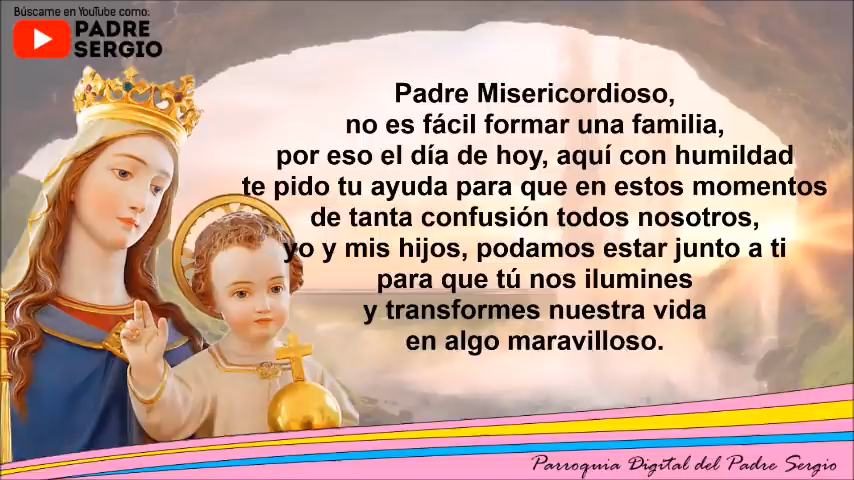 Búscame en YouTube como:
PADRE
SERGIO
Padre Misericordioso,
no es fácil formar una familia,
por eso el día de hoy, aquí con humildad
te pido tu ayuda para que en estos momentos
de tanta confusión todos nosotros,
yo y mis hijos, podamos estar junto a ti
para que tú nos ilumines
y transformes nuestra vida
en algo maravilloso.
Parroquia Digital del Padre Sergio